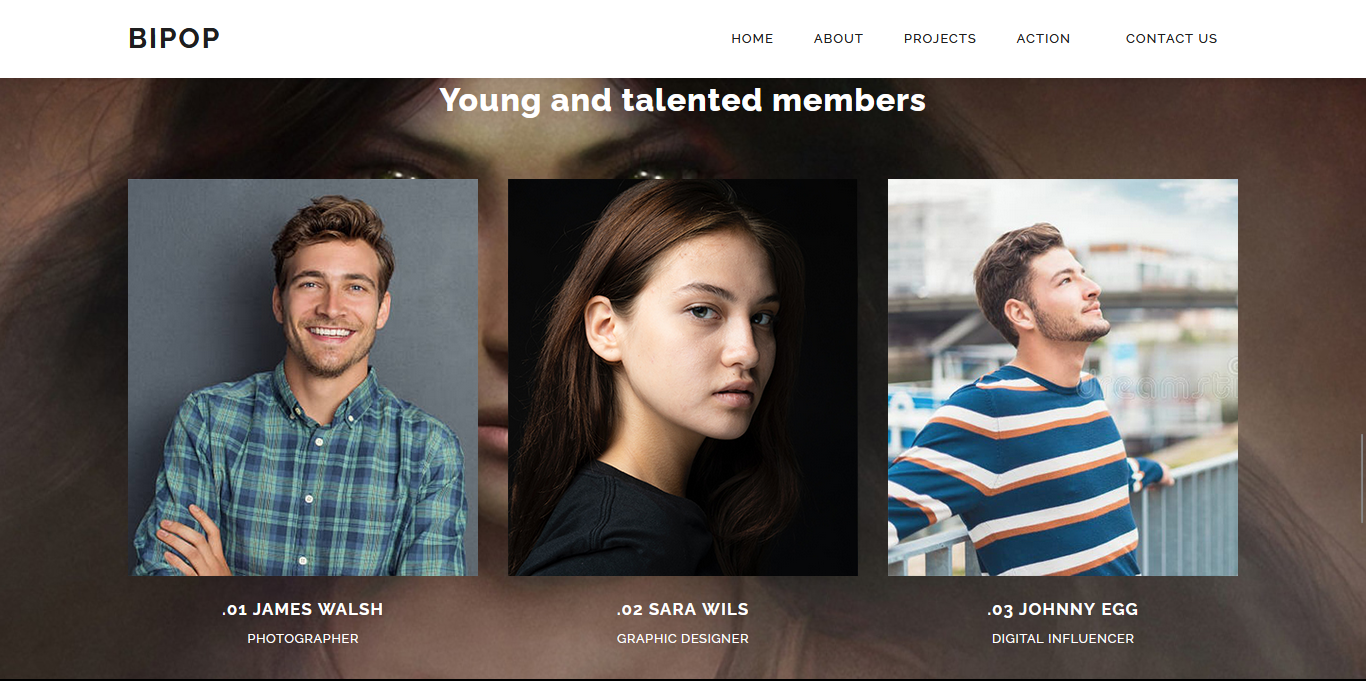 BIPOP
HOME ABOUT PROJECTS ACTION CONTACT US
Young and talented members
dreamst
.01 JAMES WALSH
.02 SARA WILS
.03 JOHNNY EGG
PHOTOGRAPHER
GRAPHIC DESIGNER
DIGITAL INFLUENCER